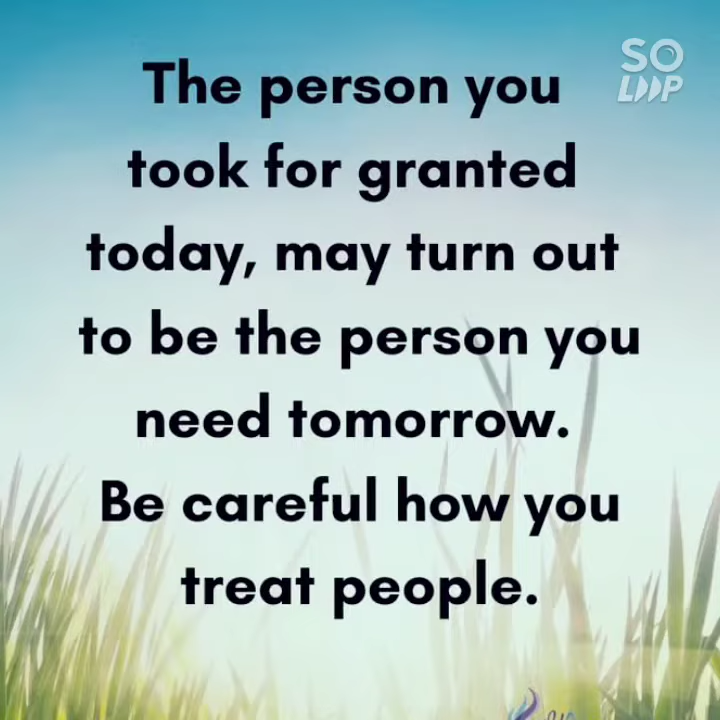 SO
LOOP
The person you
took for granted
today, may turn out
to be the person you
need tomorrow.
Be careful how you
treat people.